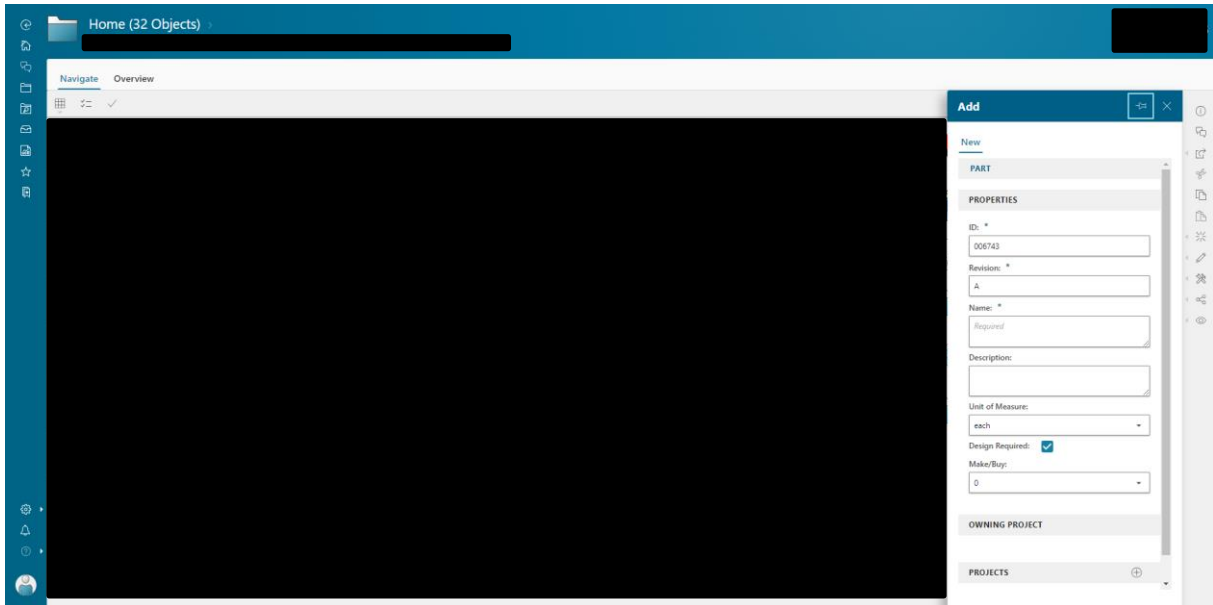 Home (32 Objects)
Navigate Overview
Add
New
PART
PROPERTIES
ID: *
006743
Revision: *
A
Name: *
Required
Description:
Unit of Measure:
each
Design Required:
Make/Buy:
0
OWNING PROJECT
PROJECTS